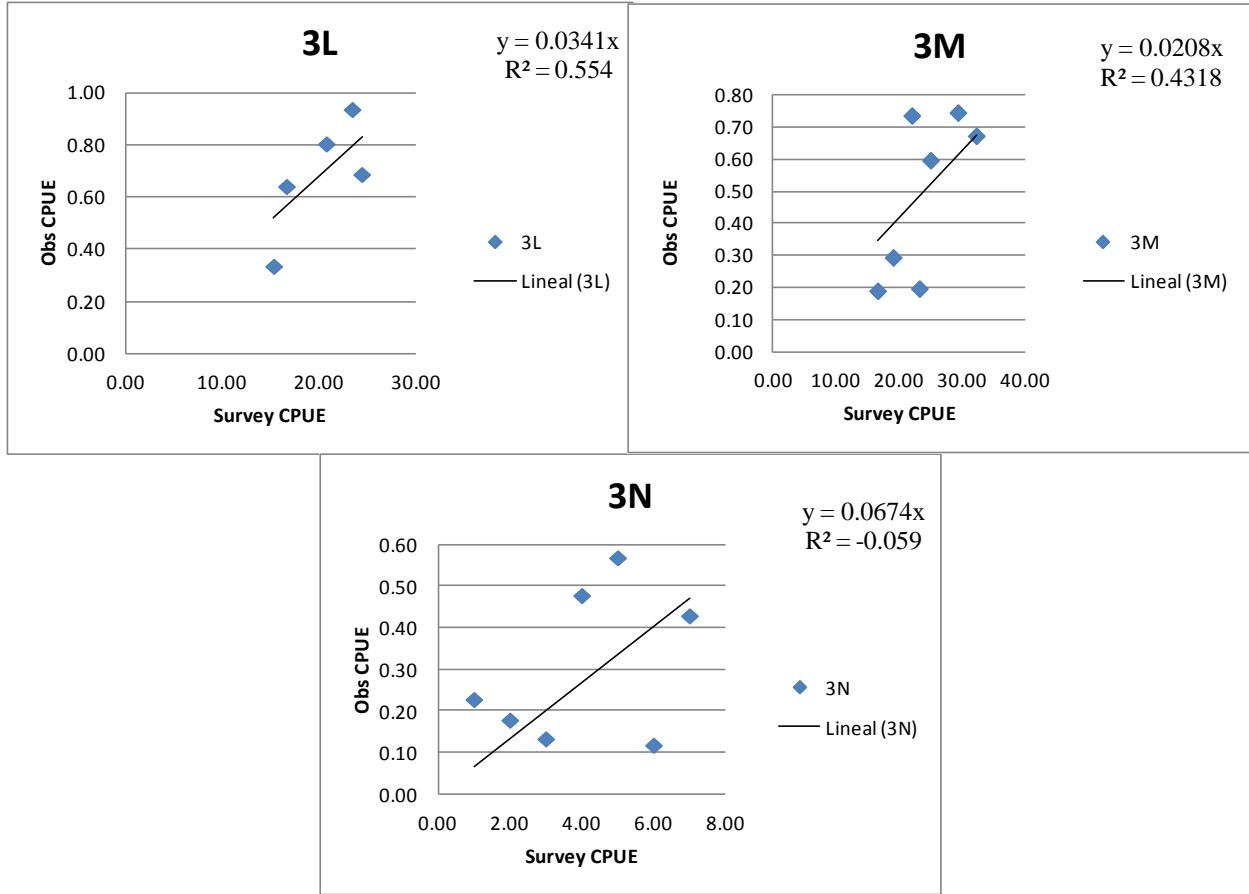 3L
y = 0.0341x
R² = 0.554
1.00
0.80
0.60
0.40
0.20
0.00
Obs CPUE
0.00 10.00 20.00 30.00
Survey CPUE
3L
Lineal (3L)
3M
y = 0.0208x
R² = 0.4318
0.80
0.70
0.60
0.50
0.40
0.30
0.20
0.10
0.00
Obs CPUE
0.00 10.00 20.00 30.00 40.00
Survey CPUE
3M
Lineal (3M)
3N
y = 0.0674x
R² = -0.059
0.60
0.50
0.40
0.30
0.20
0.10
0.00
Obs CPUE
0.00 2.00 4.00 6.00 8.00
Survey CPUE
3N
Lineal (3N)